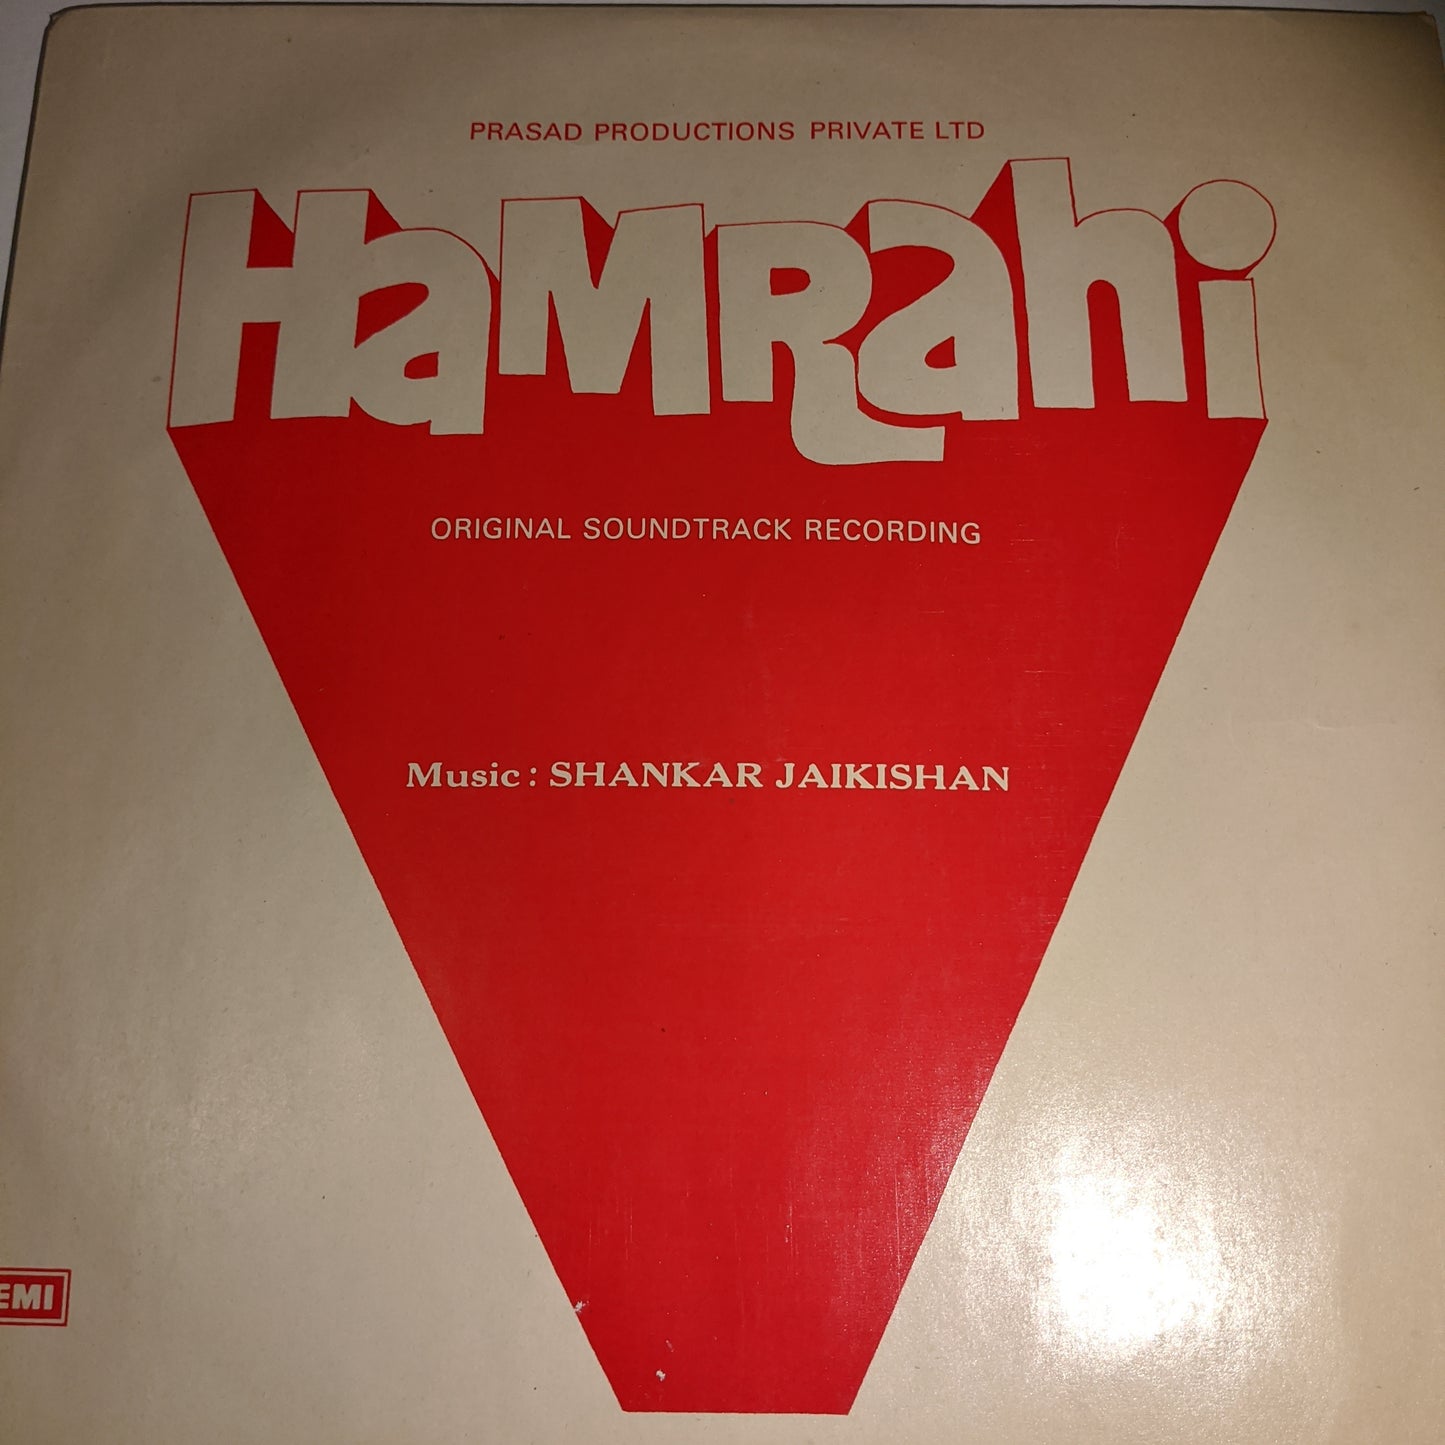 PRASAD PRODUCTIONS PRIVATE LTD
HaMRahi
ORIGINAL SOUNDTRACK RECORDING
Music : SHANKAR JAIKISHAN
EMI